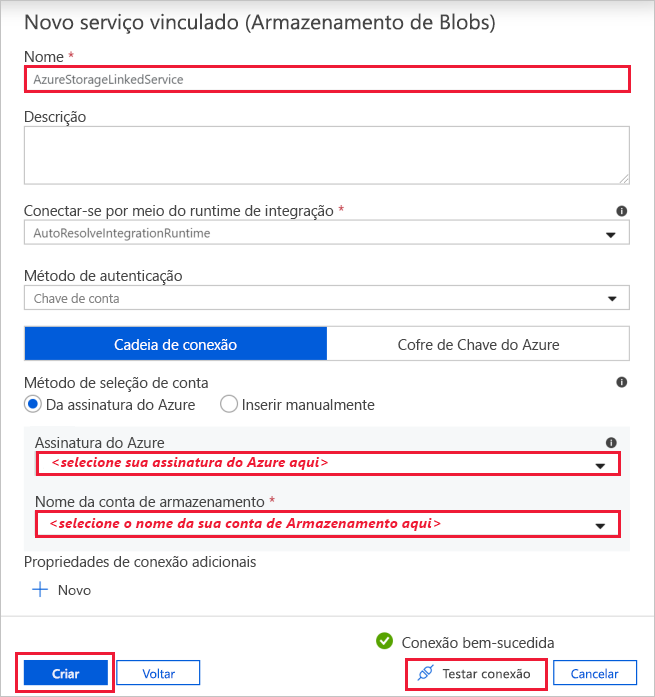 Novo serviço vinculado (Armazenamento de Blobs)
Nome *
AzureStorageLinkedService
Descrição
Conectar-se por meio do runtime de integração *
AutoResolveIntegrationRuntime
Método de autenticação
Chave de conta
Cadeia de conexão Cofre de Chave do Azure
Método de seleção de conta
Da assinatura do Azure Inserir manualmente
Assinatura do Azure
<selecione sua assinatura do Azure aqui>
Nome da conta de armazenamento *
<selecione o nome da sua conta de Armazenamento aqui>
Propriedades de conexão adicionais
Novo
Conexão bem-sucedida
Criar Voltar Testar conexão Cancelar